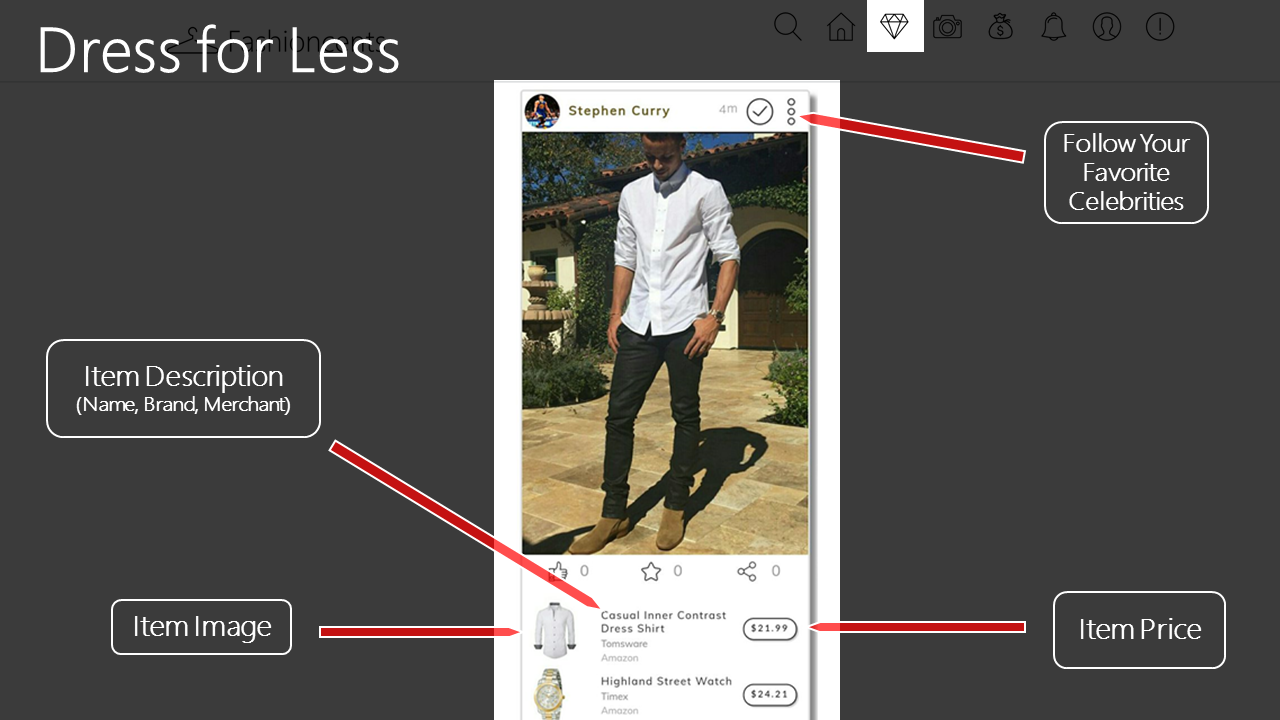 Dress for Less
Fashioncents
Stephen Curry
4m
Follow Your
Favorite
Celebrities
Item Description
(Name, Brand, Merchant)
0
0
0
Item Image
Casual Inner Contrast
Dress Shirt
Tomsware
Amazon
$21.99
Item Price
Highland Street Watch
Timex
Amazon
$24.21